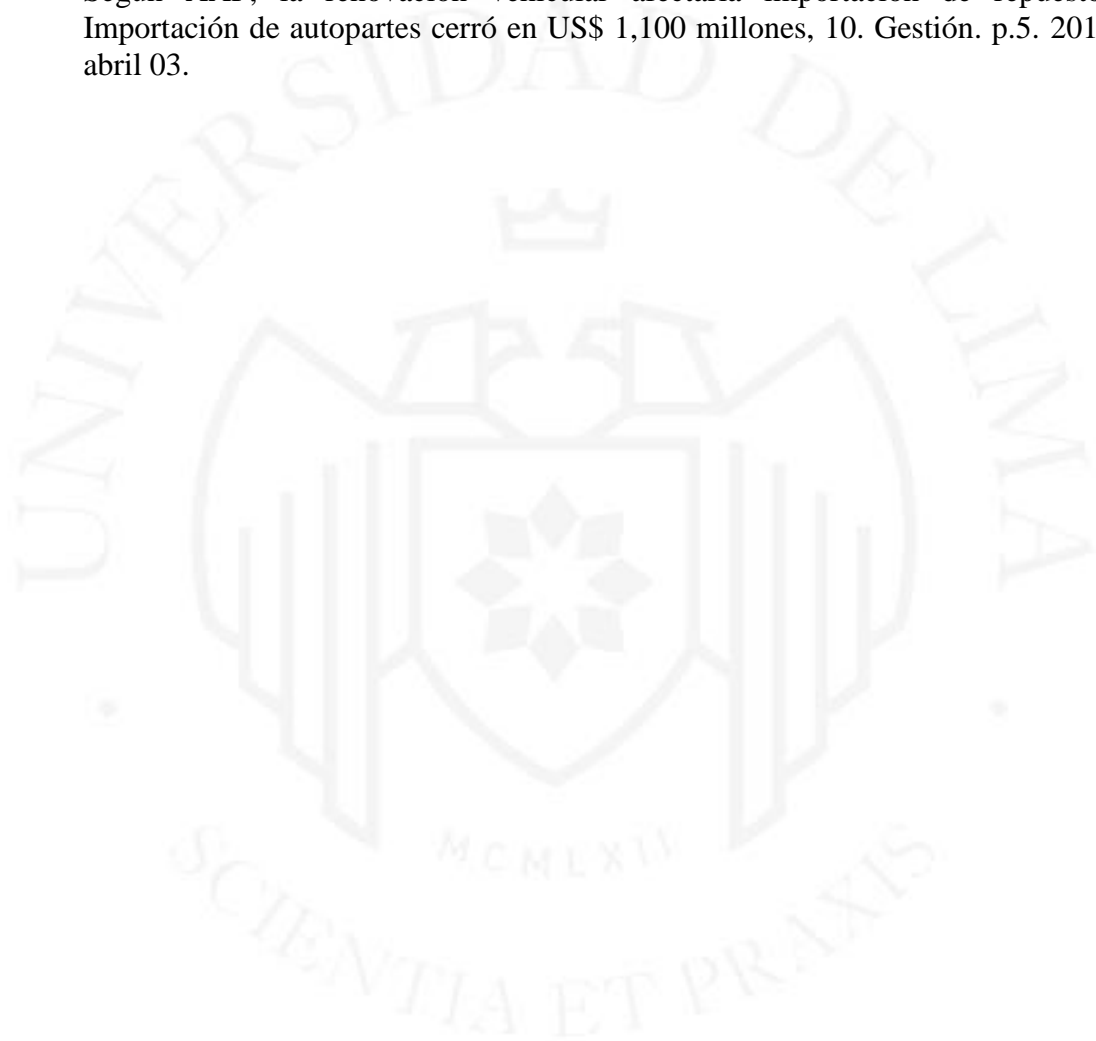 Importación de autopartes cerró en US$ 1,100 millones, 10. Gestión. p.5. 201
abril 03.
UNIVERSIDAD DE LIMA
MCMLXII
SCIENTIA ET PRAXIS